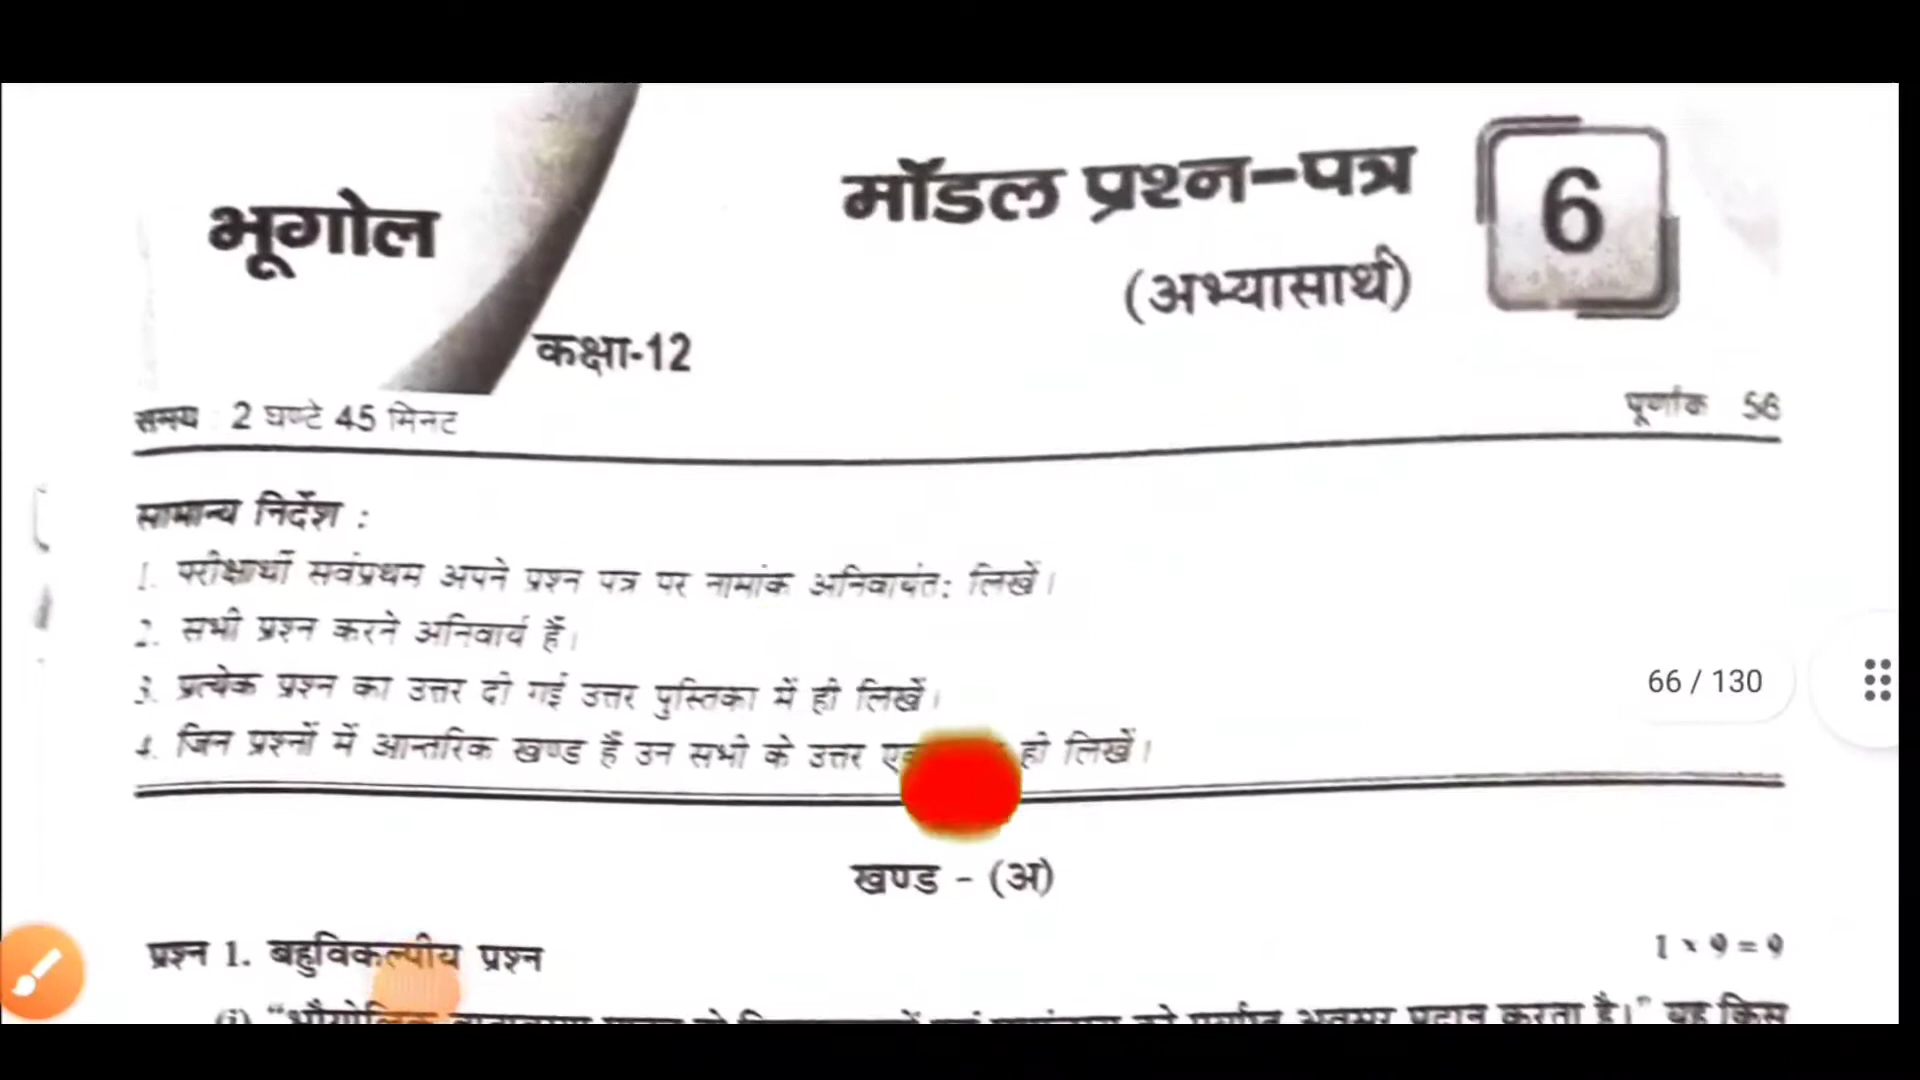 भूगोल
मॉडल प्रश्न-पत्र
6
(अभ्यासार्थ)
कक्षा-12
समय : 2 घण्टे 45 मिनट
पूर्णांक 56
सामान्य निर्देश :
1. परीक्षार्थी सर्वप्रथम अपने प्रश्न पत्र पर नामांक अनिवार्यतः लिखें।
2. सभी प्रश्न करने अनिवार्य हैं।
3. प्रत्येक प्रश्न का उत्तर दी गई उत्तर पुस्तिका में ही लिखें।
4. जिन प्रश्नों में आन्तरिक खण्ड हैं उन सभी के उत्तर ही लिखें।
66 / 130
खण्ड - (अ)
प्रश्न 1. बहुविकल्पीय प्रश्न
1 × 9 = 9
(i) "भौगोलिक प्रदान करता है।" यह किस